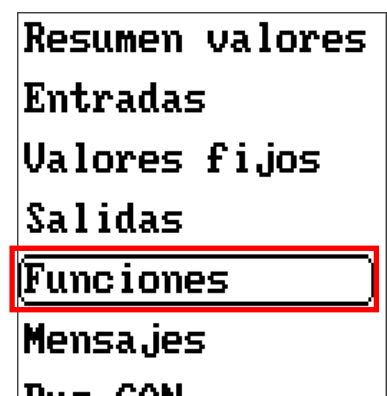 Resumen valores
Entradas
Valores fijos
Salidas
Funciones
Mensajes